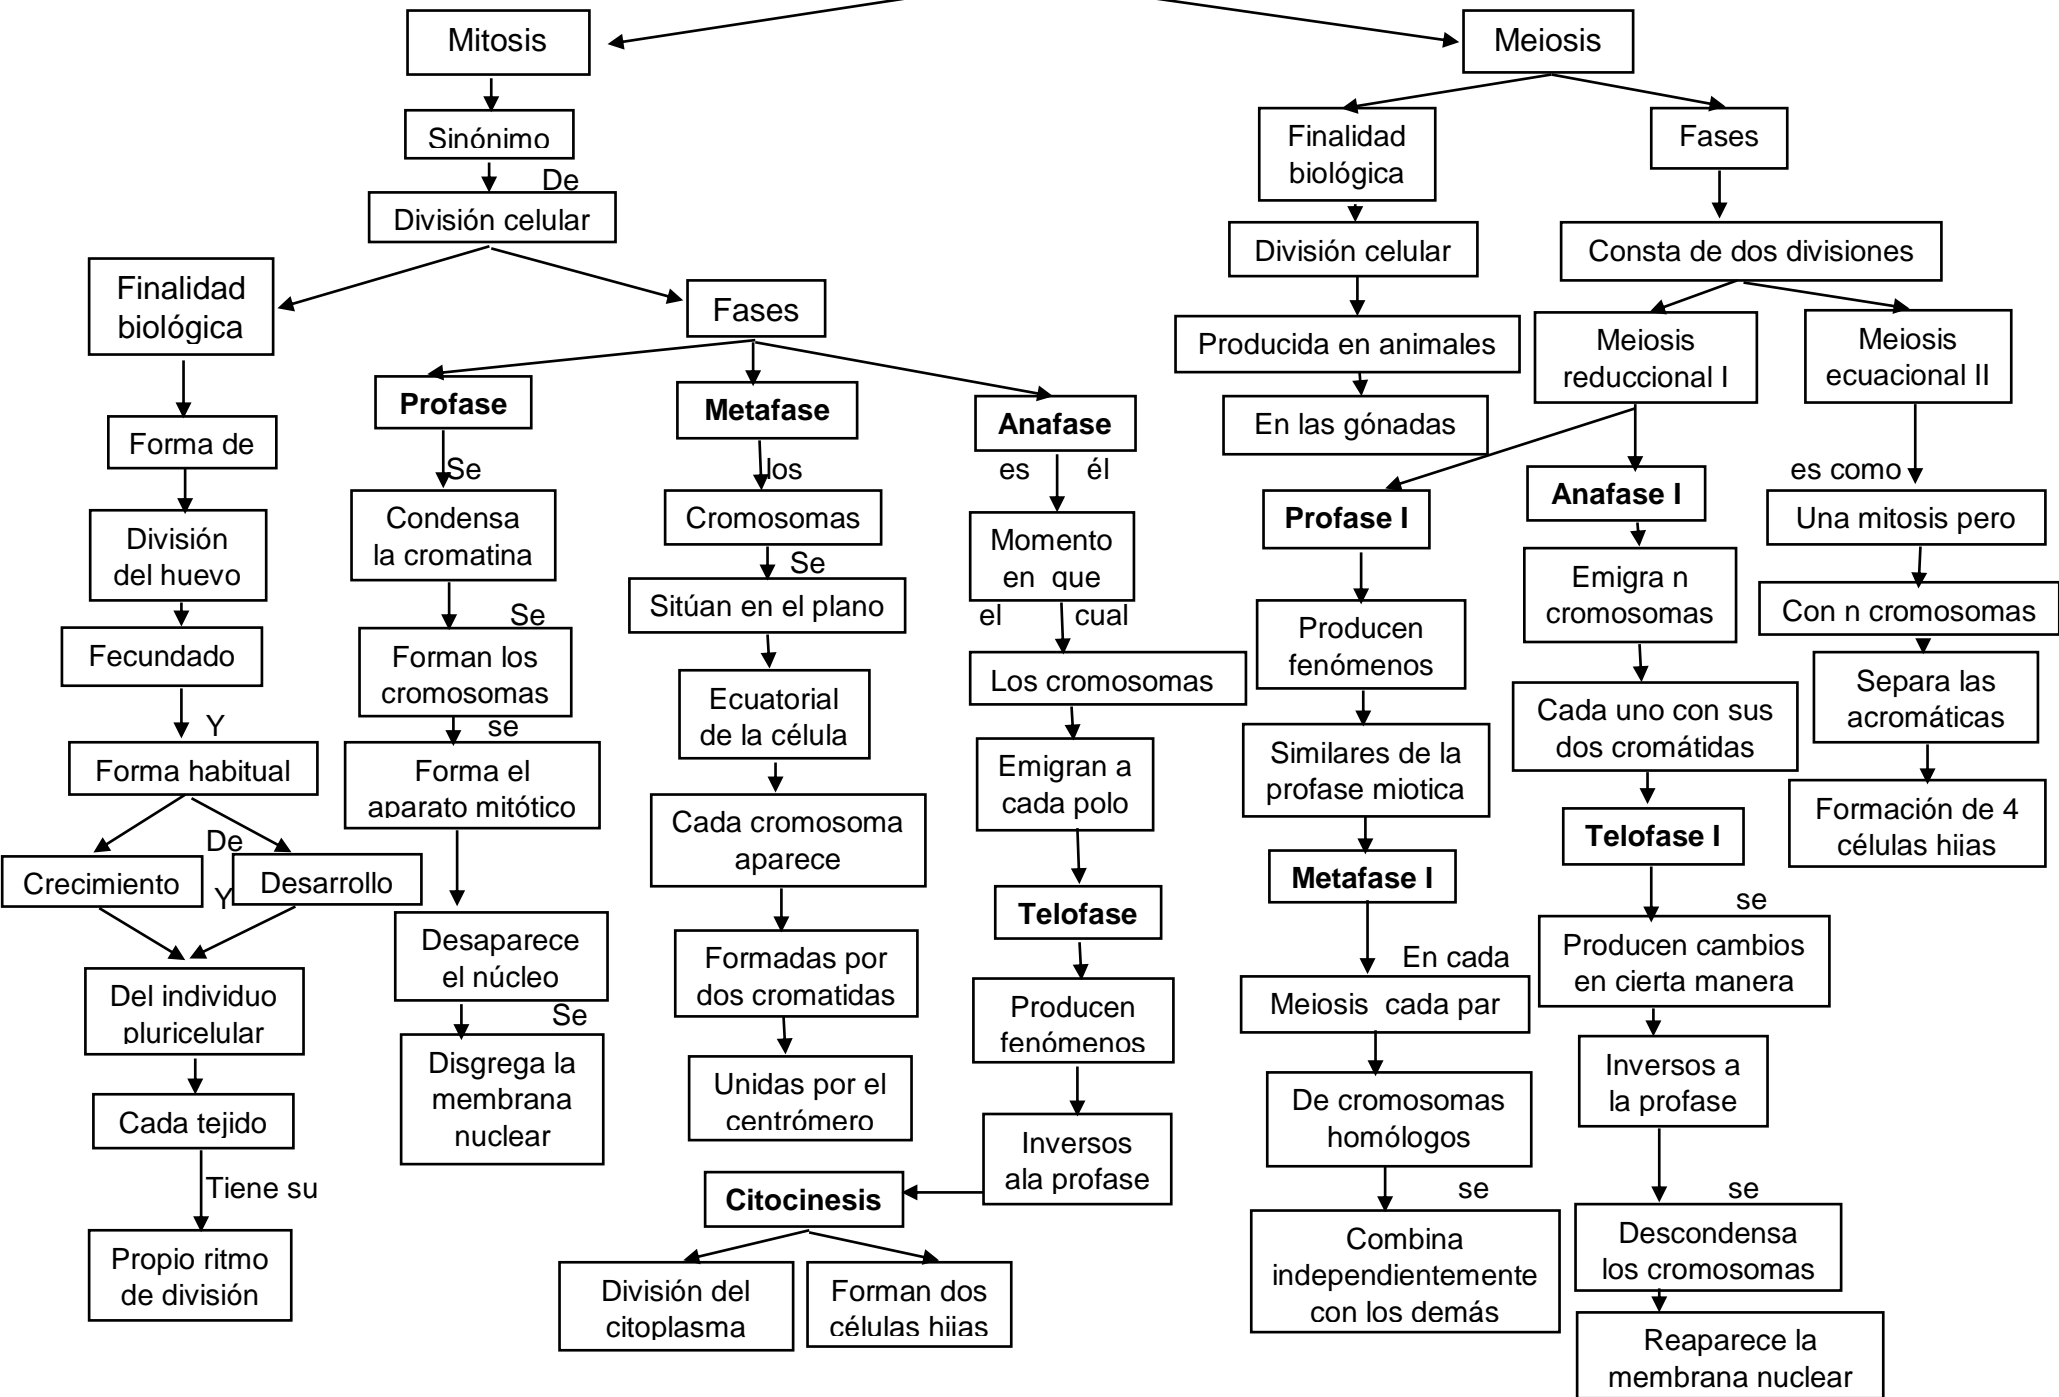 Mitosis
Sinónimo
De
División celular
Finalidad
biológica
Forma de
División
del huevo
Fecundado
Y
Forma habitual
De
Crecimiento
Y
Desarrollo
Del individuo
pluricelular
Cada tejido
Tiene su
Propio ritmo
de división
Fases
Profase
Se
Condensa
la cromatina
Se
Forman los
cromosomas
se
Forma el
aparato mitótico
Desaparece
el núcleo
Se
Disgrega la
membrana
nuclear
Metafase
los
Cromosomas
Se
Sitúan en el plano
Ecuatorial
de la célula
Cada cromosoma
aparece
Formadas por
dos cromatidas
Unidas por el
centrómero
Anafase
es él
Momento
en que
el cual
Los cromosomas
Emigran a
cada polo
Telofase
Producen
fenómenos
Inversos
ala profase
Citocinesis
División del
citoplasma
Forman dos
células hijas
Meiosis
Finalidad
biológica
División celular
Producida en animales
En las gónadas
Fases
Consta de dos divisiones
Meiosis
reduccional I
Profase I
Producen
fenómenos
Similares de la
profase miotica
Metafase I
En cada
Meiosis cada par
De cromosomas
homólogos
se
Combina
independientemente
con los demás
Anafase I
Emigra n
cromosomas
Cada uno con sus
dos cromátidas
Telofase I
se
Producen cambios
en cierta manera
Inversos a
la profase
se
Descondensa
los cromosomas
Reaparece la
membrana nuclear
Meiosis
ecuacional II
es como
Una mitosis pero
Con n cromosomas
Separa las
acromáticas
Formación de 4
células hijas